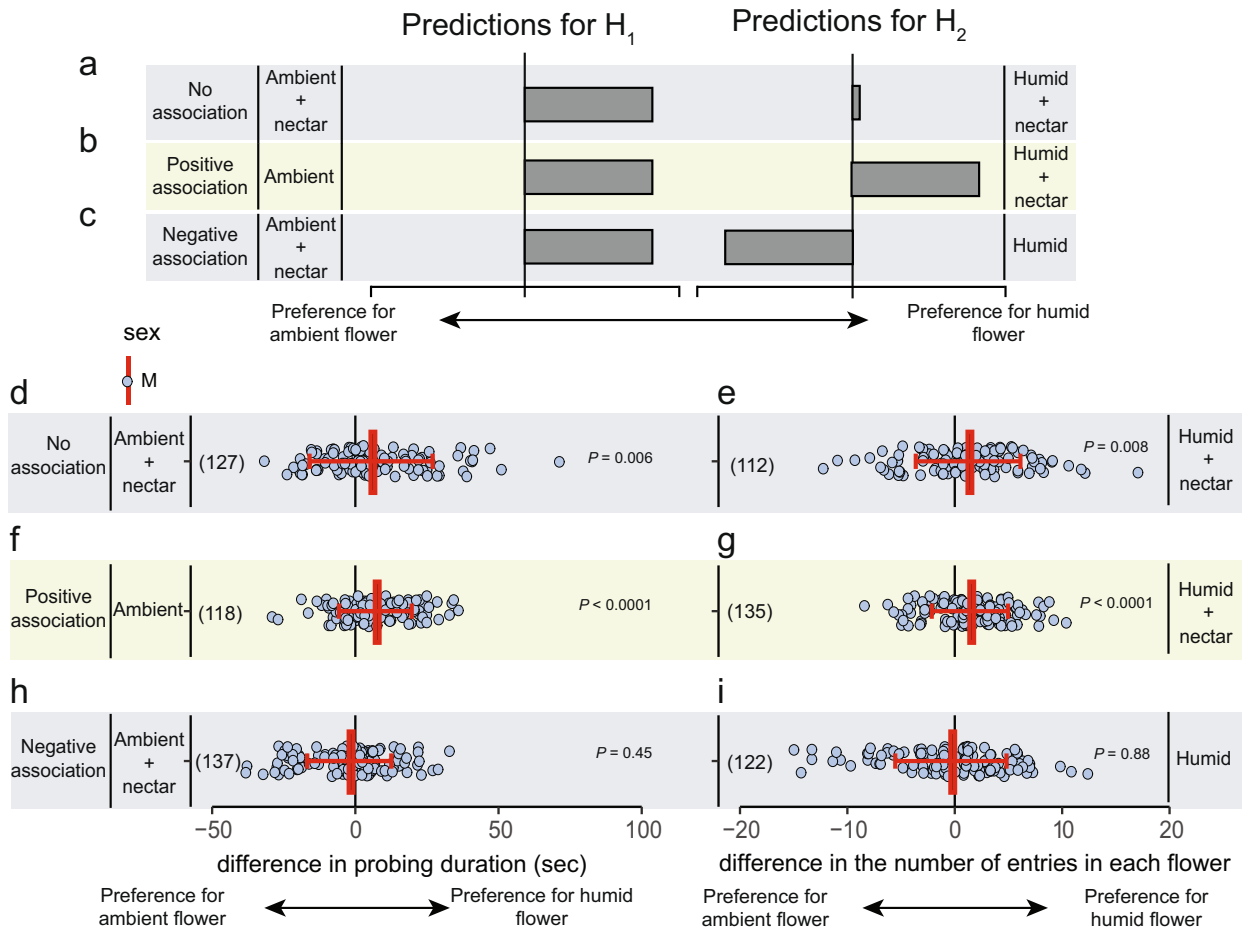 Predictions for H1
Predictions for H2
a
No
association
Ambient
+
nectar
Humid
+
nectar
b
Positive
association
Ambient
Humid
+
nectar
c
Negative
association
Ambient
+
nectar
Humid
Preference for
ambient flower
Preference for humid
flower
sex
M
d
No
association
Ambient
+
nectar
(127)
P = 0.006
e
(112)
P = 0.008
Humid
+
nectar
f
Positive
association
Ambient
(118)
P < 0.0001
g
(135)
P < 0.0001
Humid
+
nectar
h
Negative
association
Ambient
+
nectar
(137)
P = 0.45
i
(122)
P = 0.88
Humid
−50 0 50 100
−20 −10 0 10 20
difference in probing duration (sec)
difference in the number of entries in each flower
Preference for
ambient flower
Preference for humid
flower
Preference for
ambient flower
Preference for
humid flower